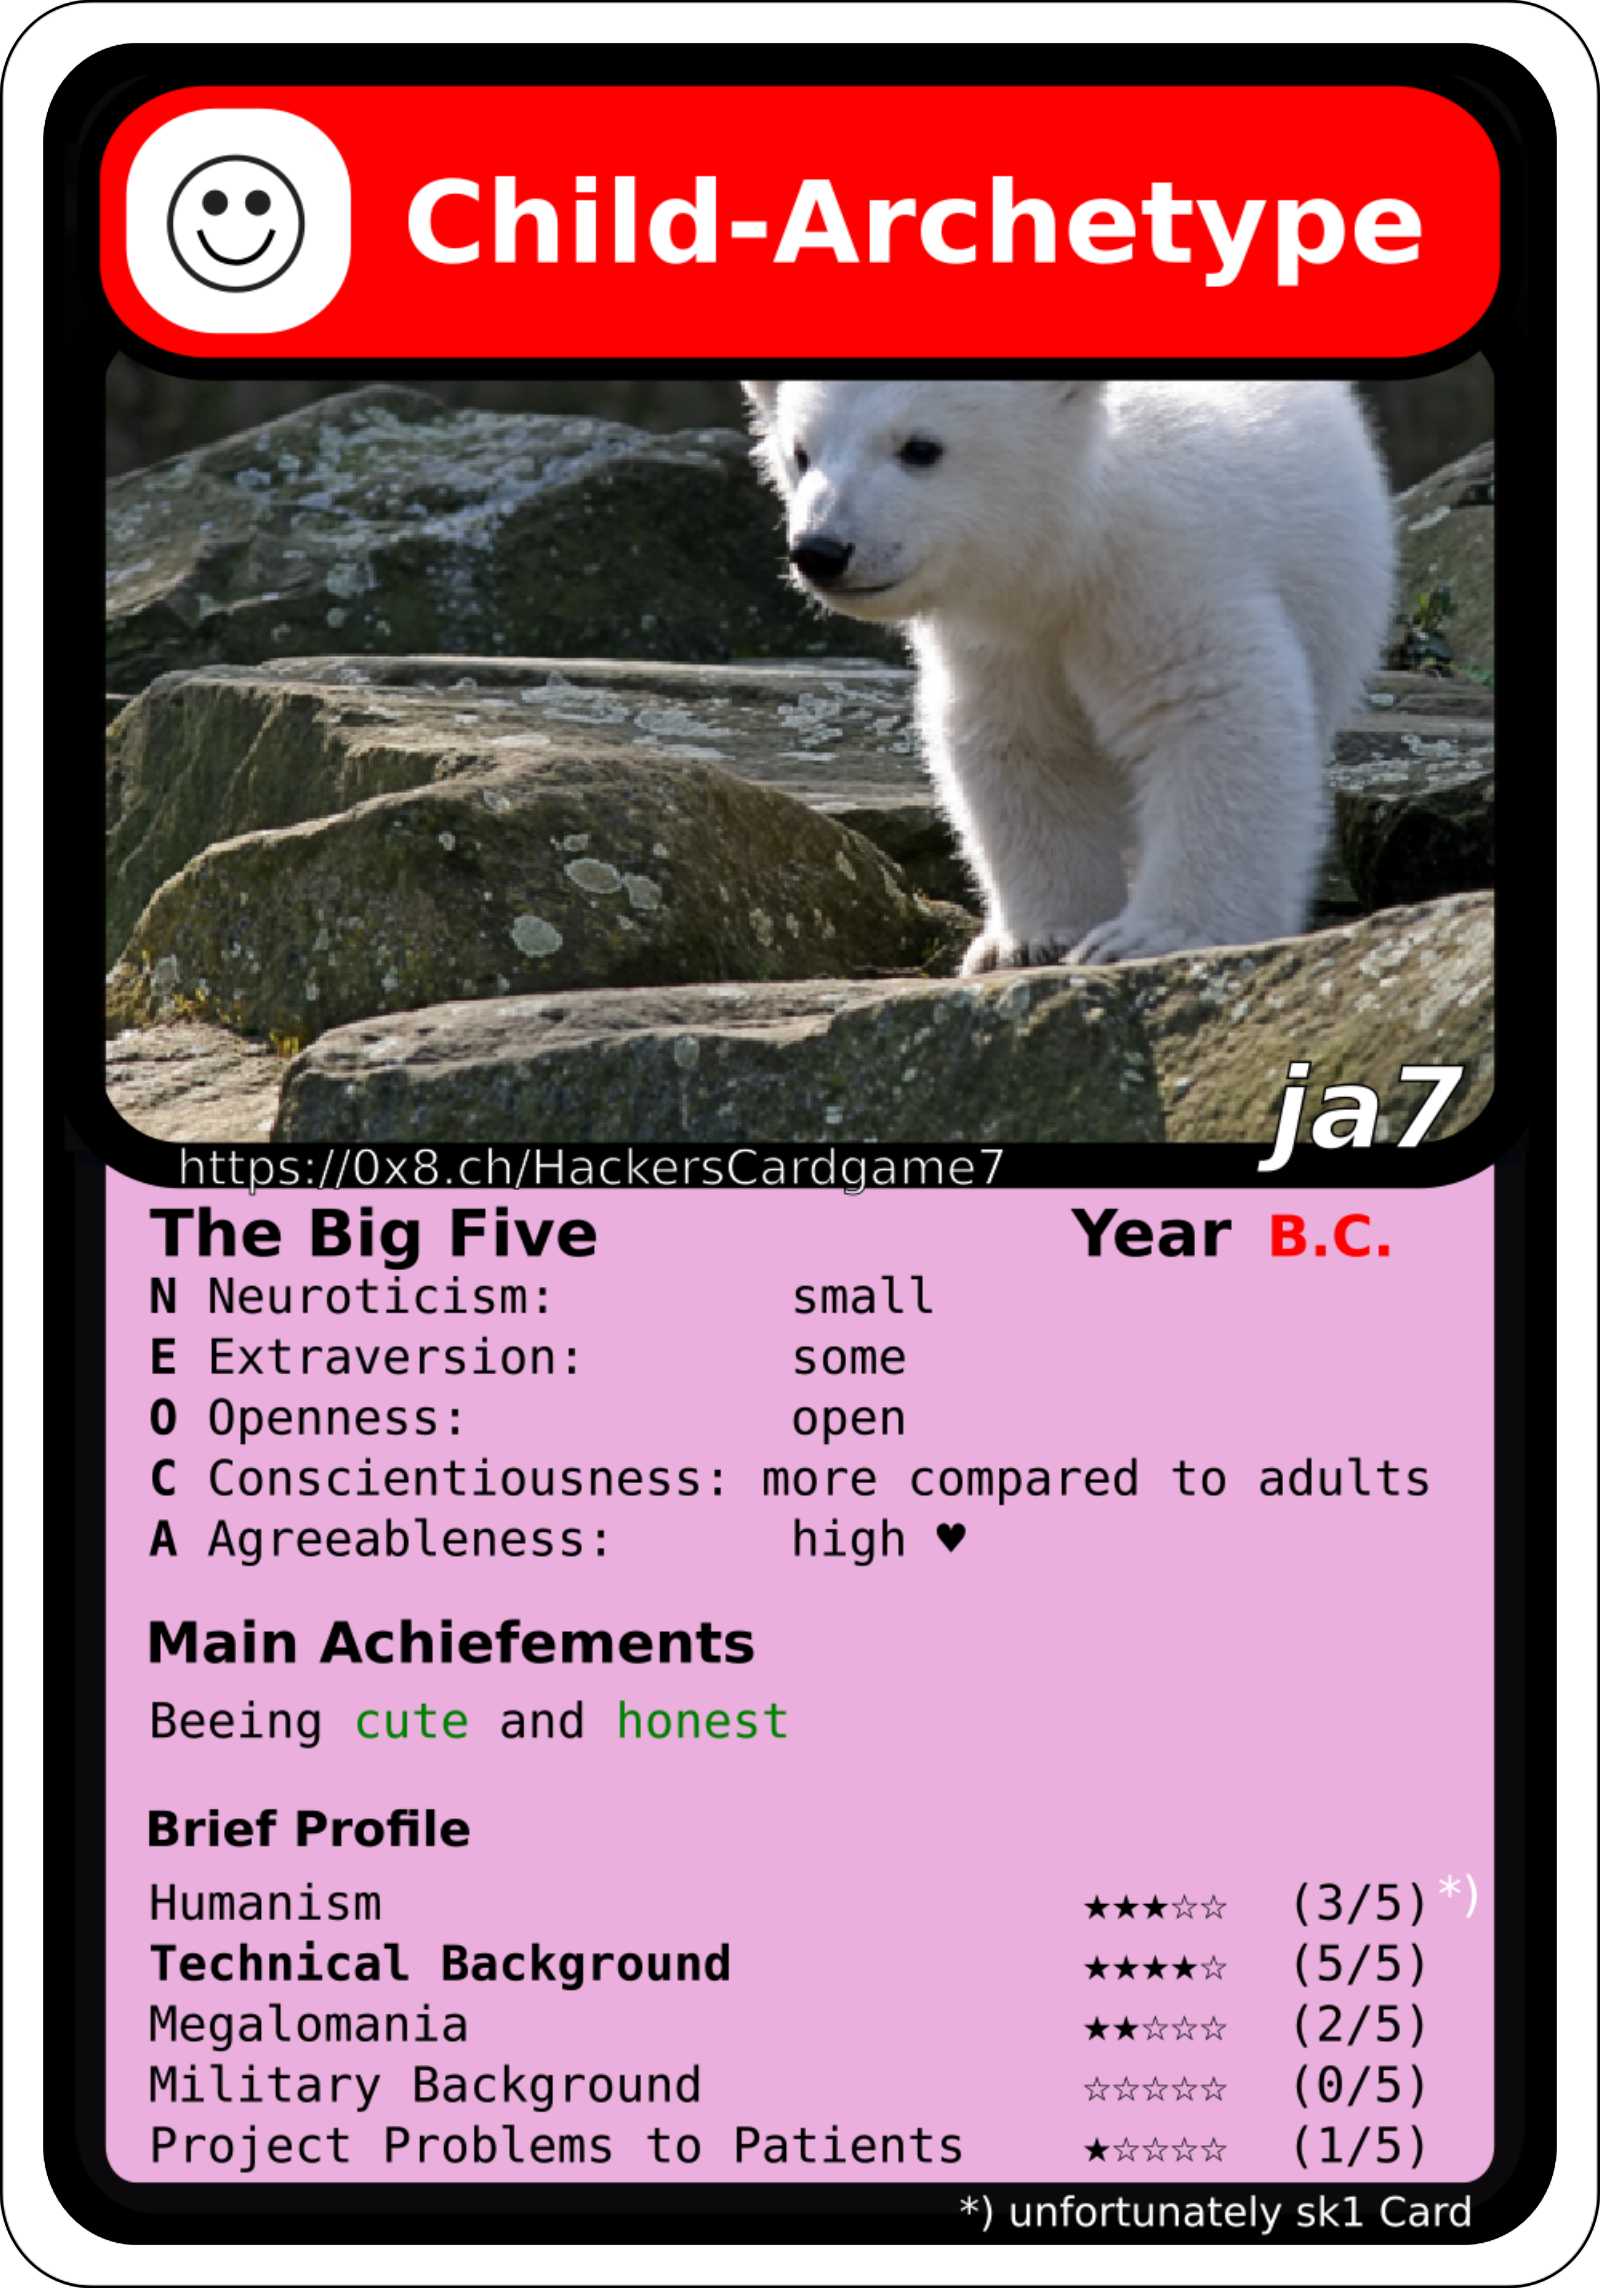 Child-Archetype
ja7
https://0x8.ch/HackersCardgame7
The Big Five Year B.C.
N Neuroticism: small
E Extraversion: some
O Openness: open
C Conscientiousness: more compared to adults
A Agreeableness: high ♥
Main Achiefements
Beeing cute and honest
Brief Profile
Humanism ★★★☆☆ (3/5) *)
Technical Background ★★★★☆ (5/5)
Megalomania ★★☆☆☆ (2/5)
Military Background ☆☆☆☆☆ (0/5)
Project Problems to Patients ★☆☆☆☆ (1/5)
*) unfortunately sk1 Card